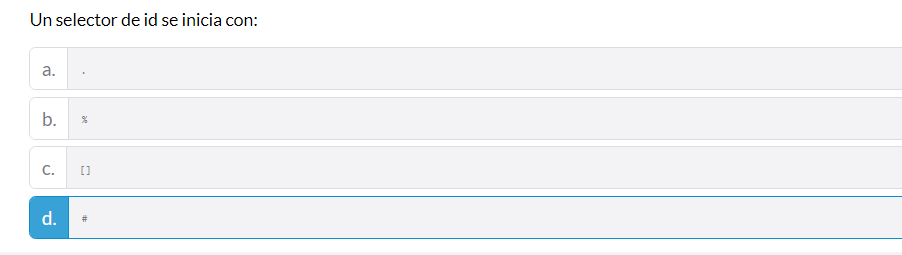 Un selector de id se inicia con:
a. .
b. %
c. []
d. #